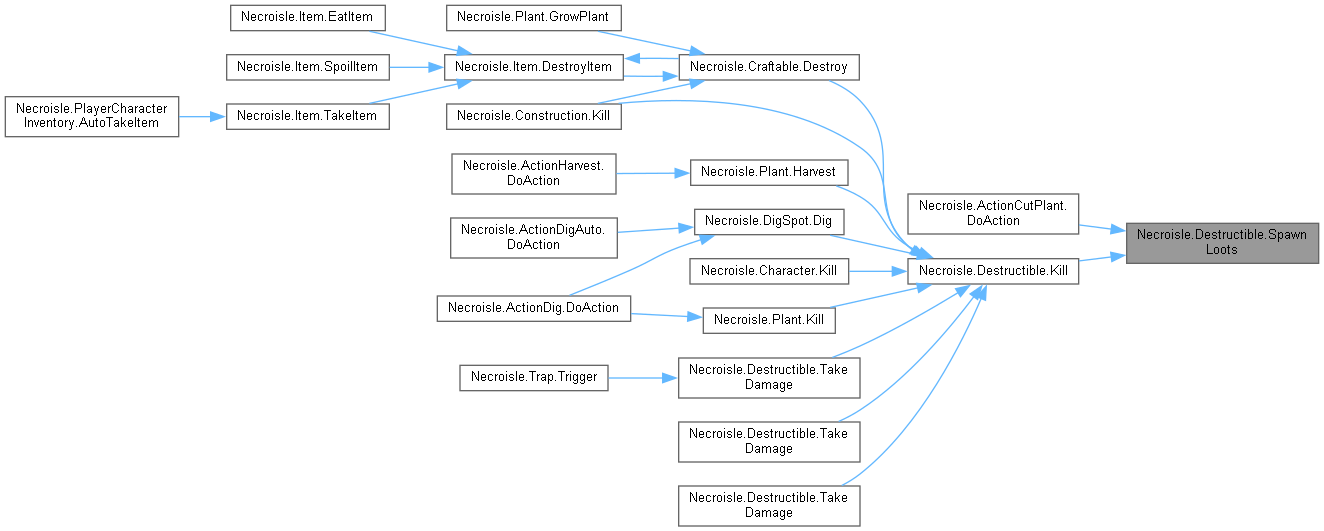 Necroisle.Item.EatItem
Necroisle.Plant.GrowPlant
Necroisle.Item.SpoilItem
Necroisle.Item.DestroyItem
Necroisle.Craftable.Destroy
Necroisle.PlayerCharacter
Inventory.AutoTakeItem
Necroisle.Item.TakeItem
Necroisle.Construction.Kill
Necroisle.ActionHarvest.
DoAction
Necroisle.Plant.Harvest
Necroisle.ActionCutPlant.
DoAction
Necroisle.ActionDigAuto.
DoAction
Necroisle.DigSpot.Dig
Necroisle.Destructible.Spawn
Loots
Necroisle.Character.Kill
Necroisle.Destructible.Kill
Necroisle.ActionDig.DoAction
Necroisle.Plant.Kill
Necroisle.Trap.Trigger
Necroisle.Destructible.Take
Damage
Necroisle.Destructible.Take
Damage
Necroisle.Destructible.Take
Damage